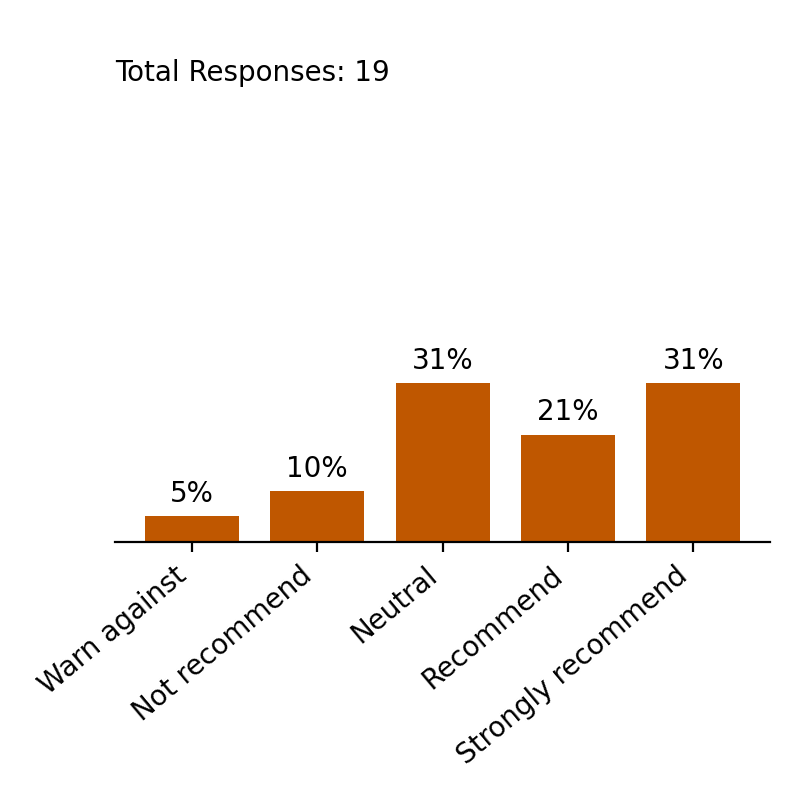 Total Responses: 19
31%
31%
21%
10%
5%
Warn against
Not recommend
Neutral
Recommend
Strongly recommend